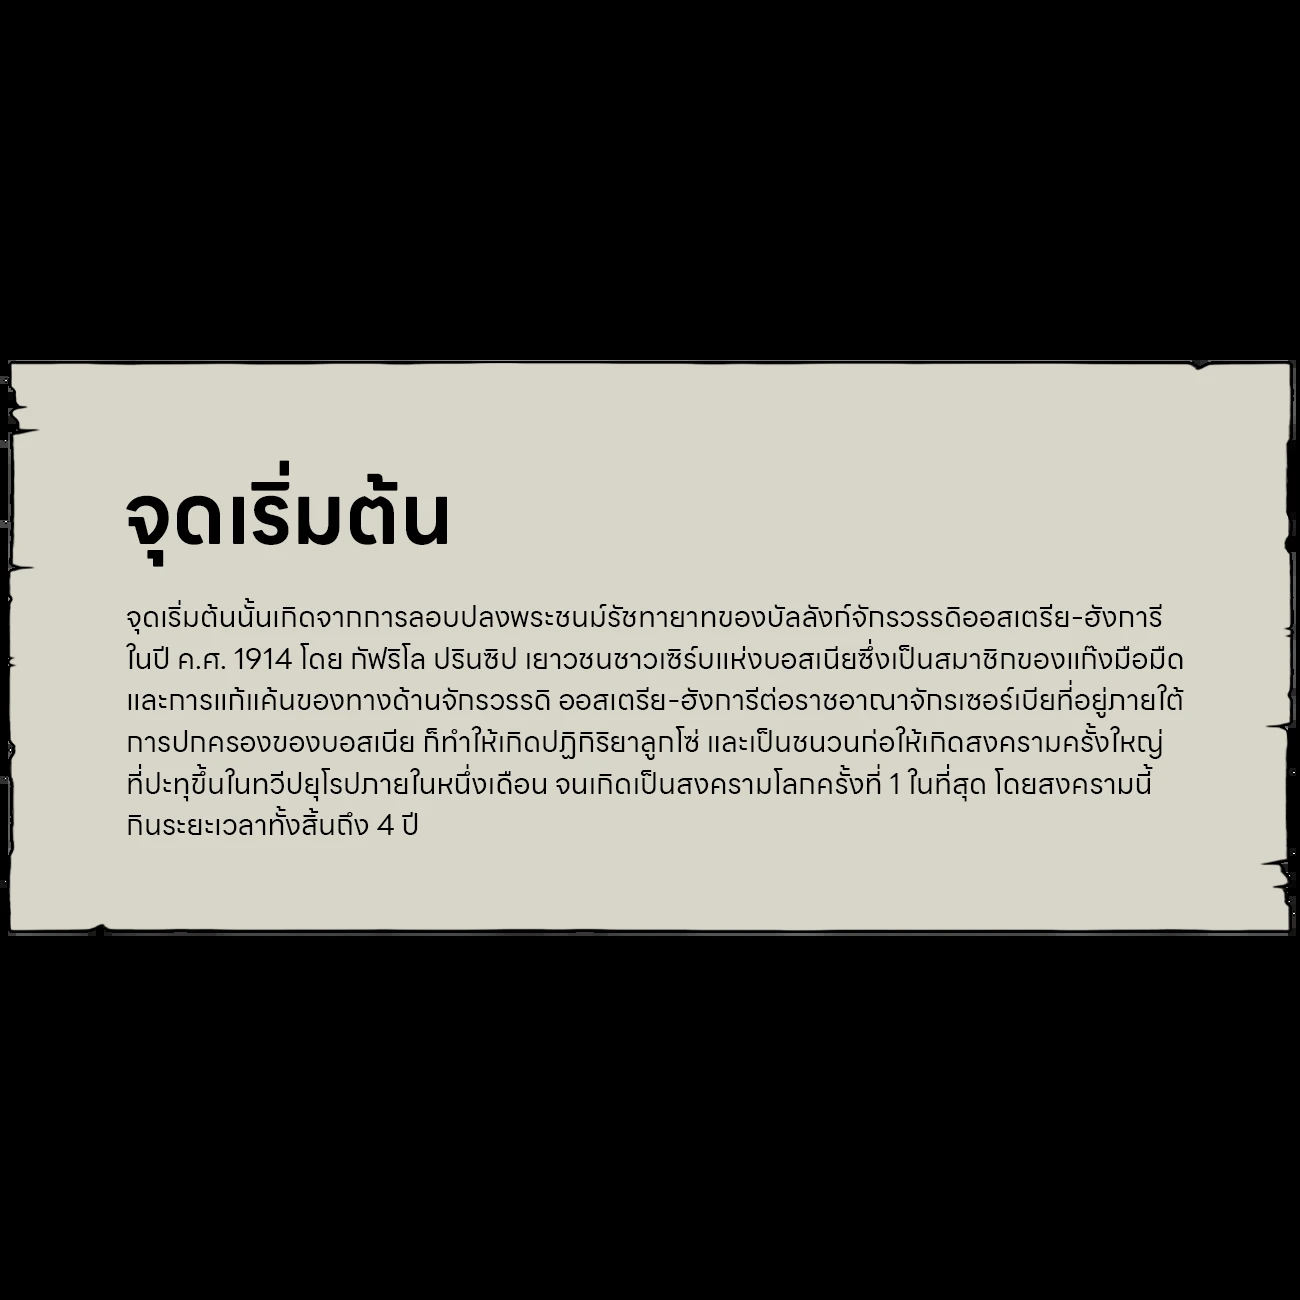 จุดเริ่มต้น
จุดเริ่มต้นนั้นเกิดจากการลอบปลงพระชนม์รัชทายาทของบัลลังก์จักรวรรดิออสเตรีย-ฮังการี
ในปี ค.ศ. 1914 โดย กัฟริโล ปรินซิป เยาวชนชาวเซิร์บแห่งบอสเนียซึ่งเป็นสมาชิกของแก๊งมือมืด
และการแก้แค้นของทางด้านจักรวรรดิ ออสเตรีย-ฮังการีต่อราชอาณาจักรเซอร์เบียที่อยู่ภายใต้
การปกครองของบอสเนีย ก็ทำให้เกิดปฏิกิริยาลูกโซ่ และเป็นชนวนก่อให้เกิดสงครามครั้งใหญ่
ที่ปะทุขึ้นในทวีปยุโรปภายในหนึ่งเดือน จนเกิดเป็นสงครามโลกครั้งที่ 1 ในที่สุด โดยสงครามนี้
กินระยะเวลาทั้งสิ้นถึง 4 ปี